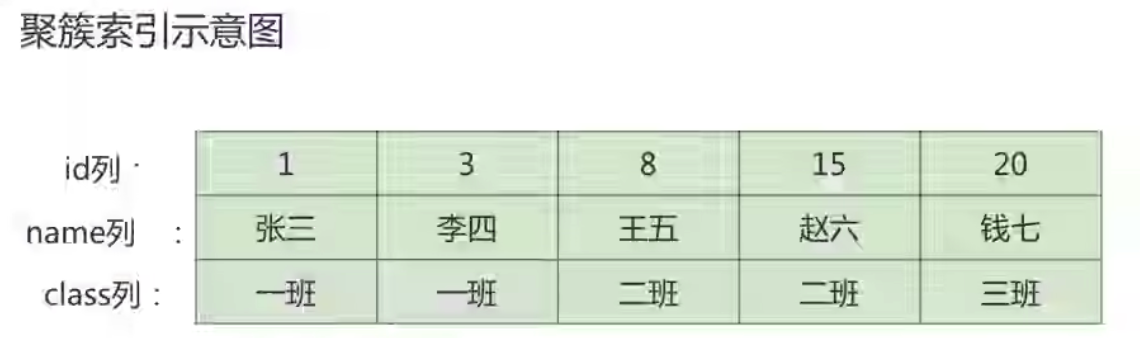 聚簇索引示意图
id列： 1 3 8 15 20
name列 ： 张三 李四 王五 赵六 钱七
class列： 一班 一班 二班 二班 三班